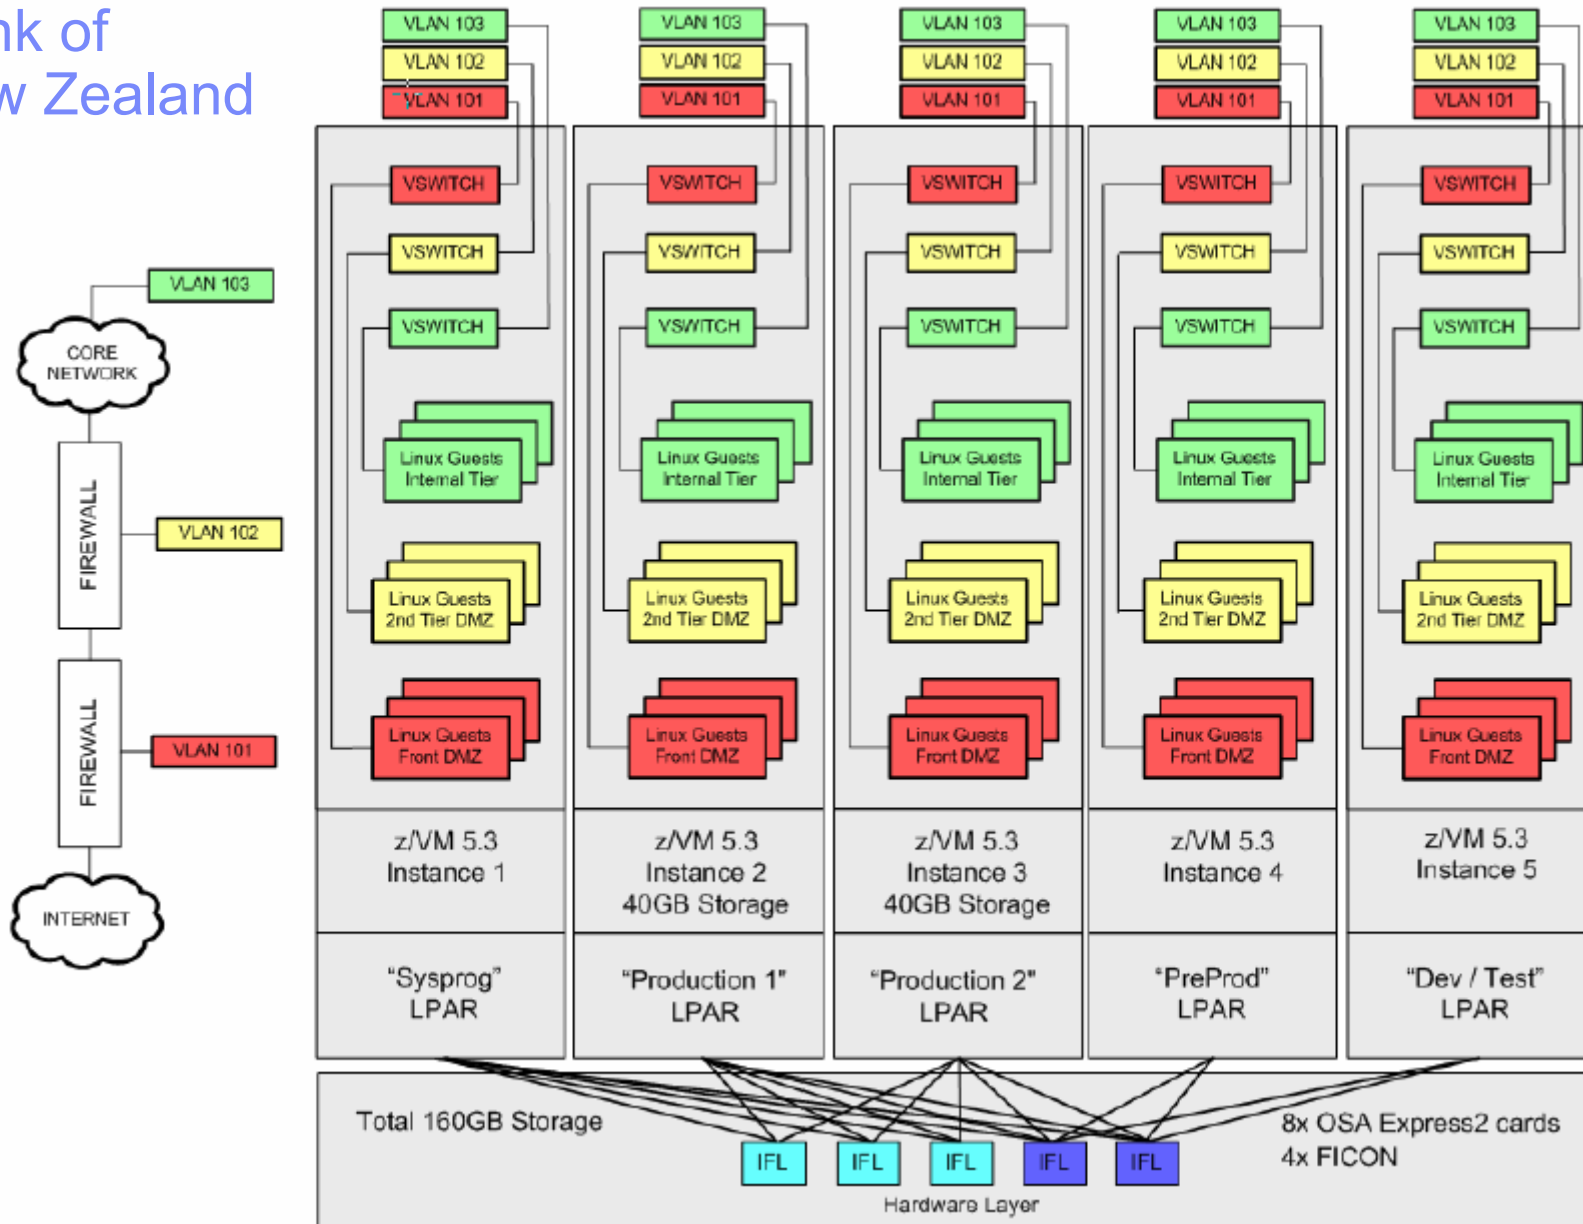 nk of
w Zealand
VLAN 103
VLAN 102
VLAN 101
VLAN 103
VLAN 102
VLAN 101
VLAN 103
VLAN 102
VLAN 101
VLAN 103
VLAN 102
VLAN 101
VLAN 103
VLAN 102
VLAN 101
VLAN 103
CORE
NETWORK
FIREWALL
VLAN 102
FIREWALL
VLAN 101
INTERNET
VSWITCH
VSWITCH
VSWITCH
Linux Guests
Internal Tier
Linux Guests
2nd Tier DMZ
Linux Guests
Front DMZ
z/VM 5.3
Instance 1
"Sysprog"
LPAR
VSWITCH
VSWITCH
VSWITCH
Linux Guests
Internal Tier
Linux Guests
2nd Tier DMZ
Linux Guests
Front DMZ
z/VM 5.3
Instance 2
40GB Storage
"Production 1"
LPAR
VSWITCH
VSWITCH
VSWITCH
Linux Guests
Internal Tier
Linux Guests
2nd Tier DMZ
Linux Guests
Front DMZ
z/VM 5.3
Instance 3
40GB Storage
"Production 2"
LPAR
VSWITCH
VSWITCH
VSWITCH
Linux Guests
Internal Tier
Linux Guests
2nd Tier DMZ
Linux Guests
Front DMZ
z/VM 5.3
Instance 4
"PreProd"
LPAR
VSWITCH
VSWITCH
VSWITCH
Linux Guests
Internal Tier
Linux Guests
2nd Tier DMZ
Linux Guests
Front DMZ
z/VM 5.3
Instance 5
"Dev / Test"
LPAR
Total 160GB Storage
8x OSA Express2 cards
4x FICON
IFL
IFL
IFL
IFL
IFL
Hardware Layer